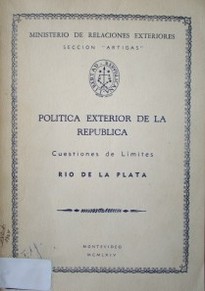 MINISTERIO DE RELACIONES EXTERIORES
SECCION "ARTIGAS"
POLITICA EXTERIOR DE LA
REPUBLICA
Cuestiones de Límites
RIO DE LA PLATA
MONTEVIDEO
MCMLXIV